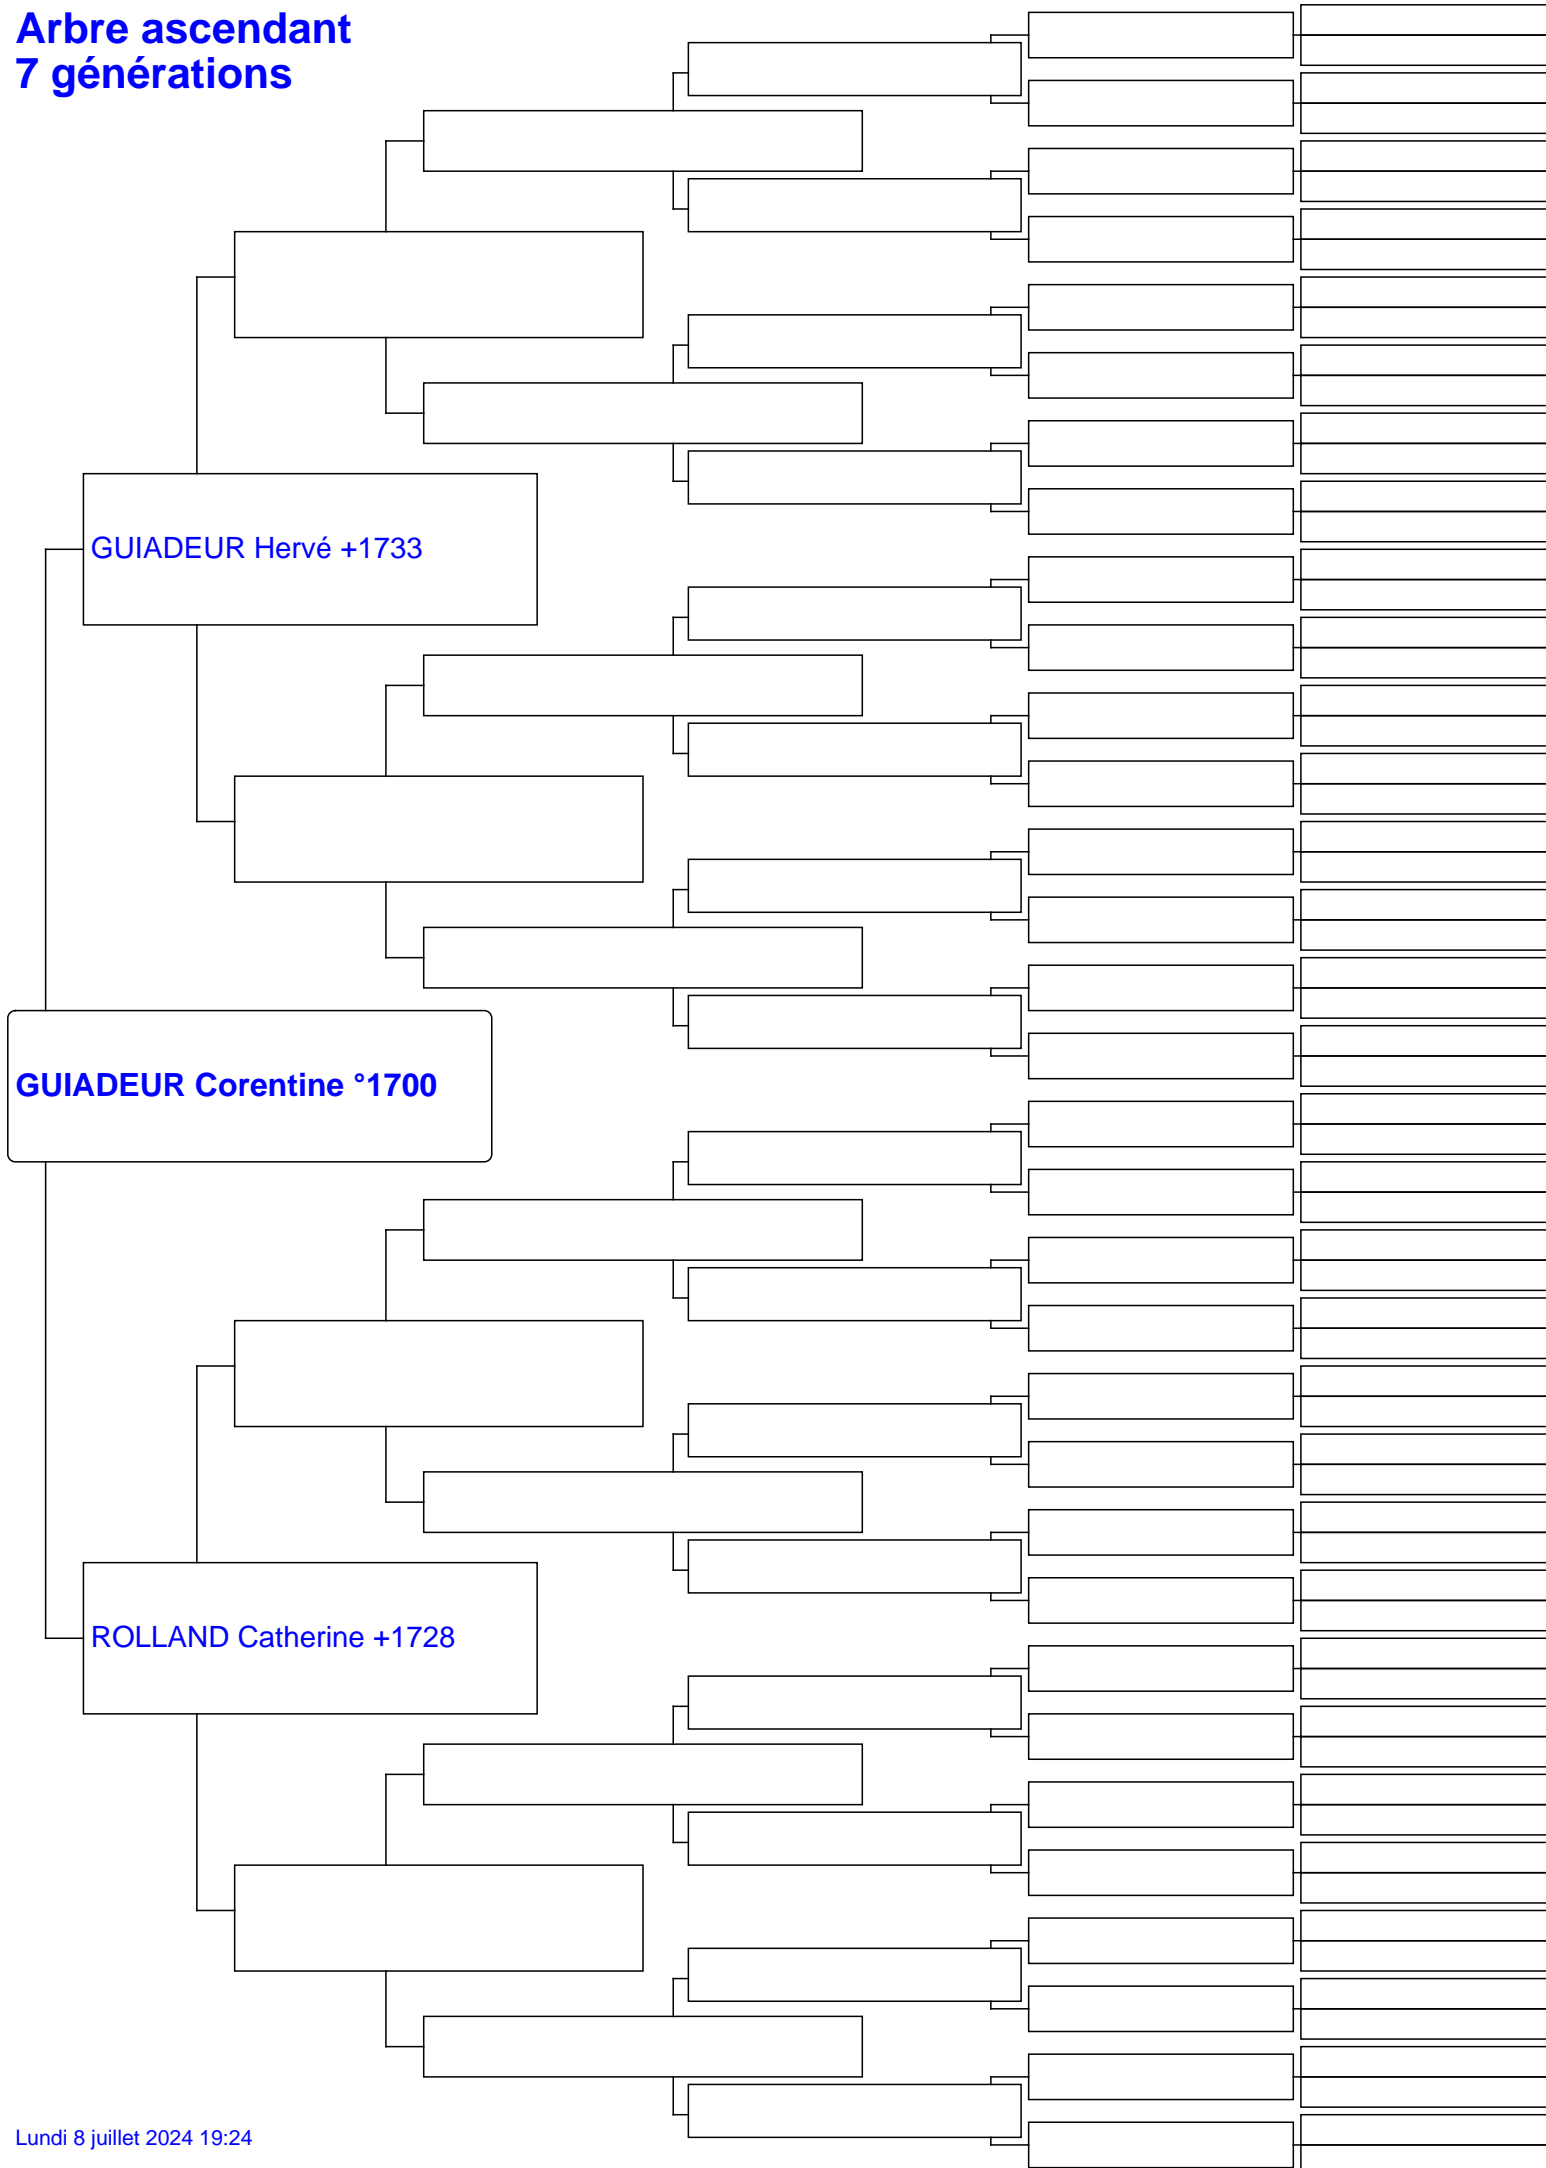 Arbre ascendant
7 générations
GUIADEUR Hervé +1733
GUIADEUR Corentine °1700
ROLLAND Catherine +1728
Lundi 8 juillet 2024 19:24